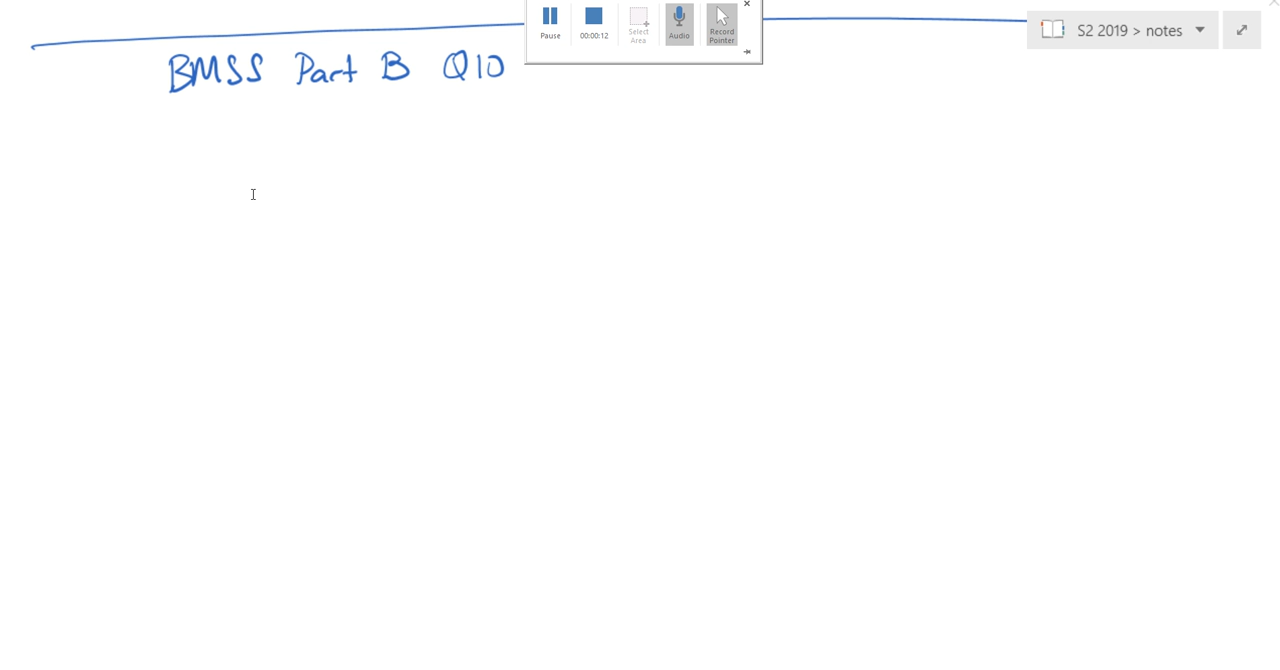 S2 2019 > notes
Pause
00:00:12
Select Area
Audio
Record Pointer
BMSS Part B Q10